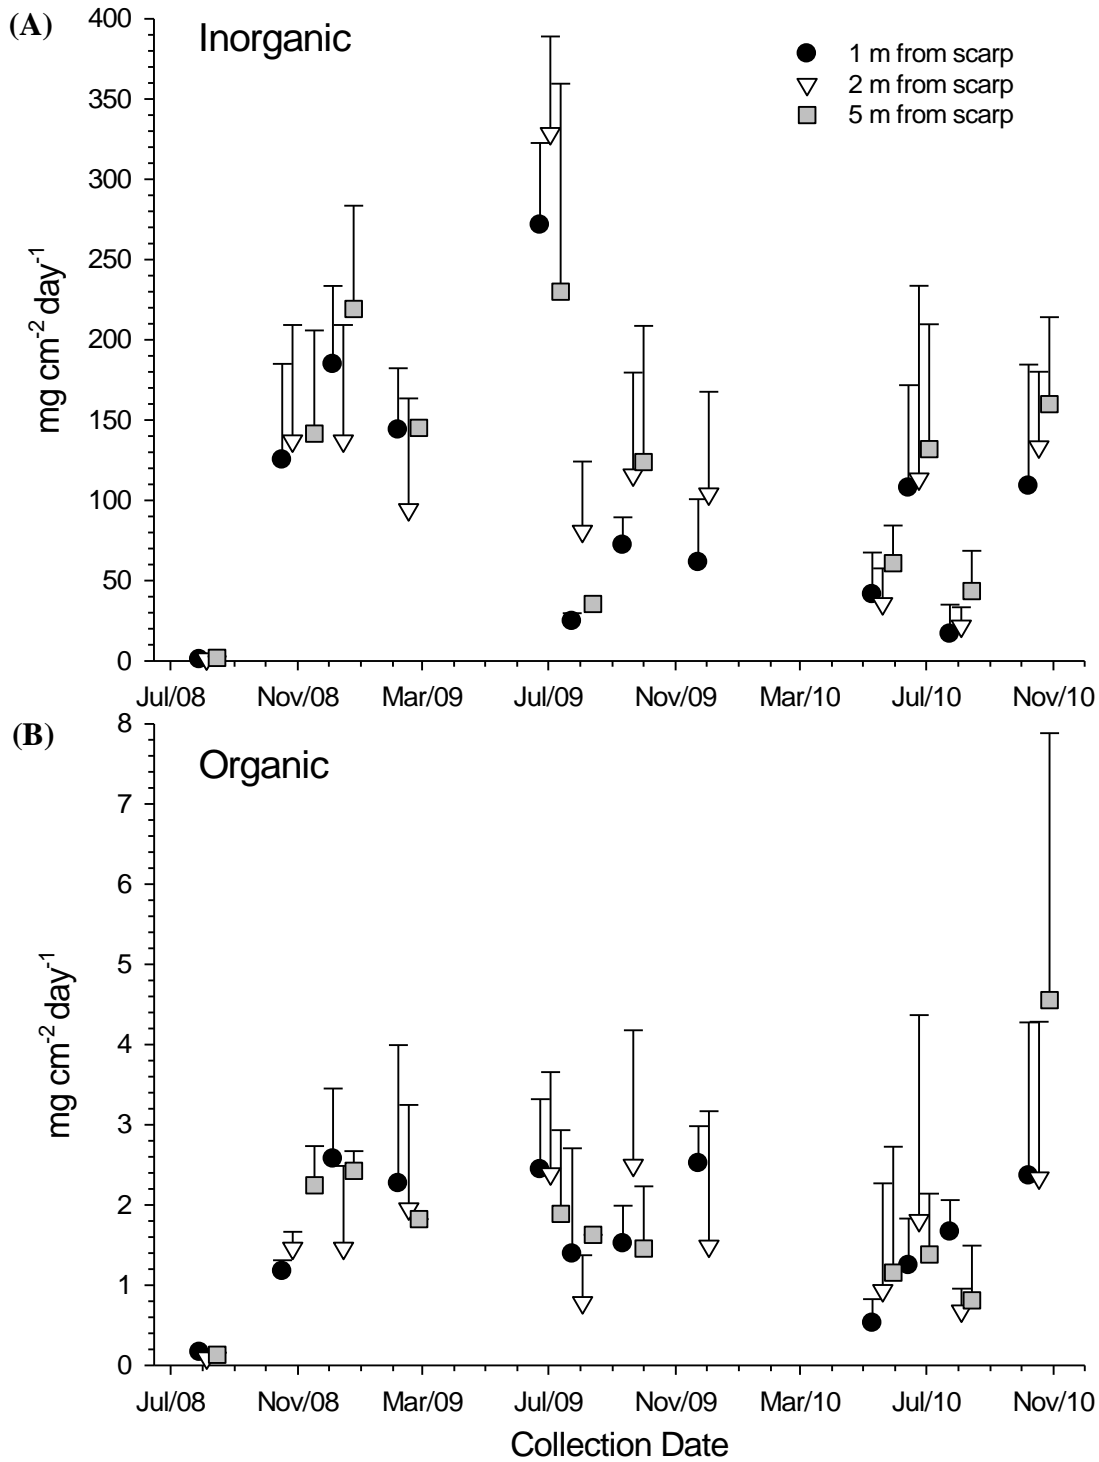 (A)
Inorganic
1 m from scarp
2 m from scarp
5 m from scarp
400
350
300
250
200
150
100
50
0
mg cm-2 day-1
Jul/08 Nov/08 Mar/09 Jul/09 Nov/09 Mar/10 Jul/10 Nov/10
(B)
Organic
8
7
6
5
4
3
2
1
0
mg cm-2 day-1
Jul/08 Nov/08 Mar/09 Jul/09 Nov/09 Mar/10 Jul/10 Nov/10
Collection Date